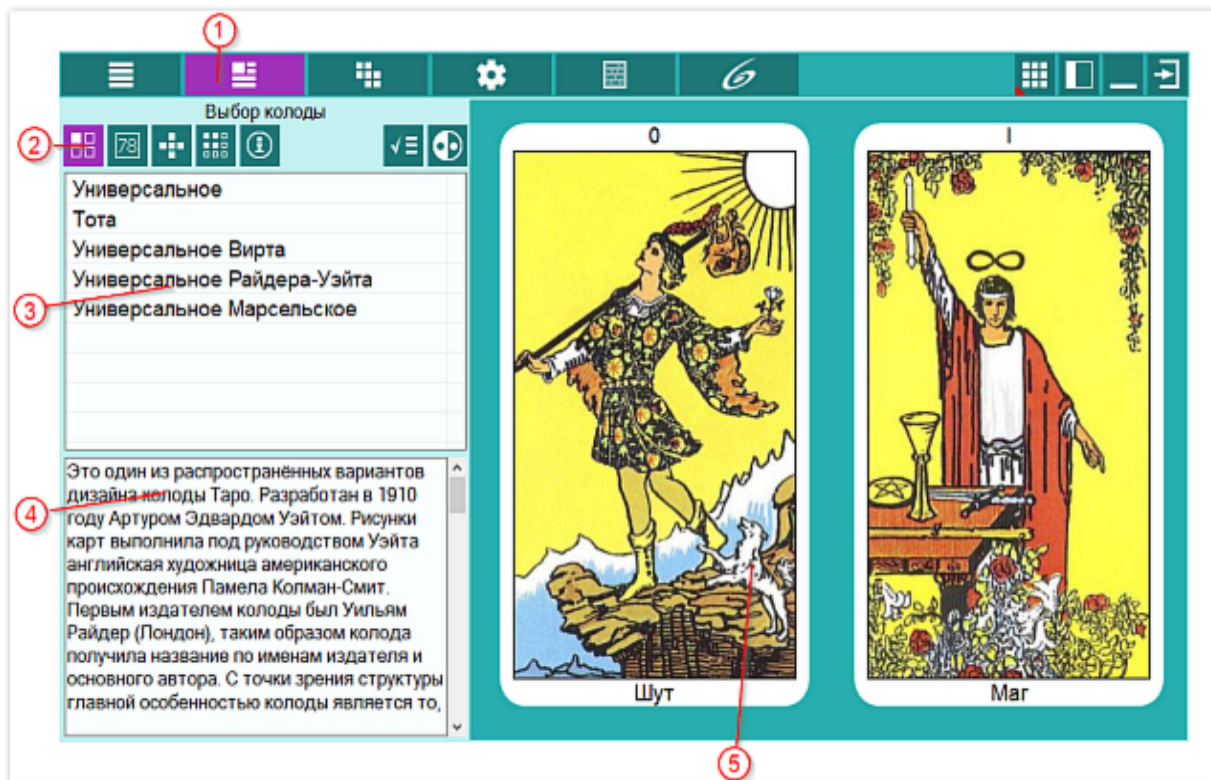 1
Выбор колоды
2
78
Универсальное
Тота
Универсальное Вирта
Универсальное Райдера-Уэйта
3
Универсальное Марсельское
Это один из распространённых вариантов
4
дизайна колоды Таро. Разработан в 1910
году Артуром Эдвардом Уэйтом. Рисунки
карт выполнила под руководством Уэйта
английская художница американского
происхождения Памела Колман-Смит.
Первым издателем колоды был Уильям
Райдер (Лондон), таким образом колода
получила название по именам издателя и
основного автора. С точки зрения структуры
главной особенностью колоды является то,
0
Шут
I
Маг
5